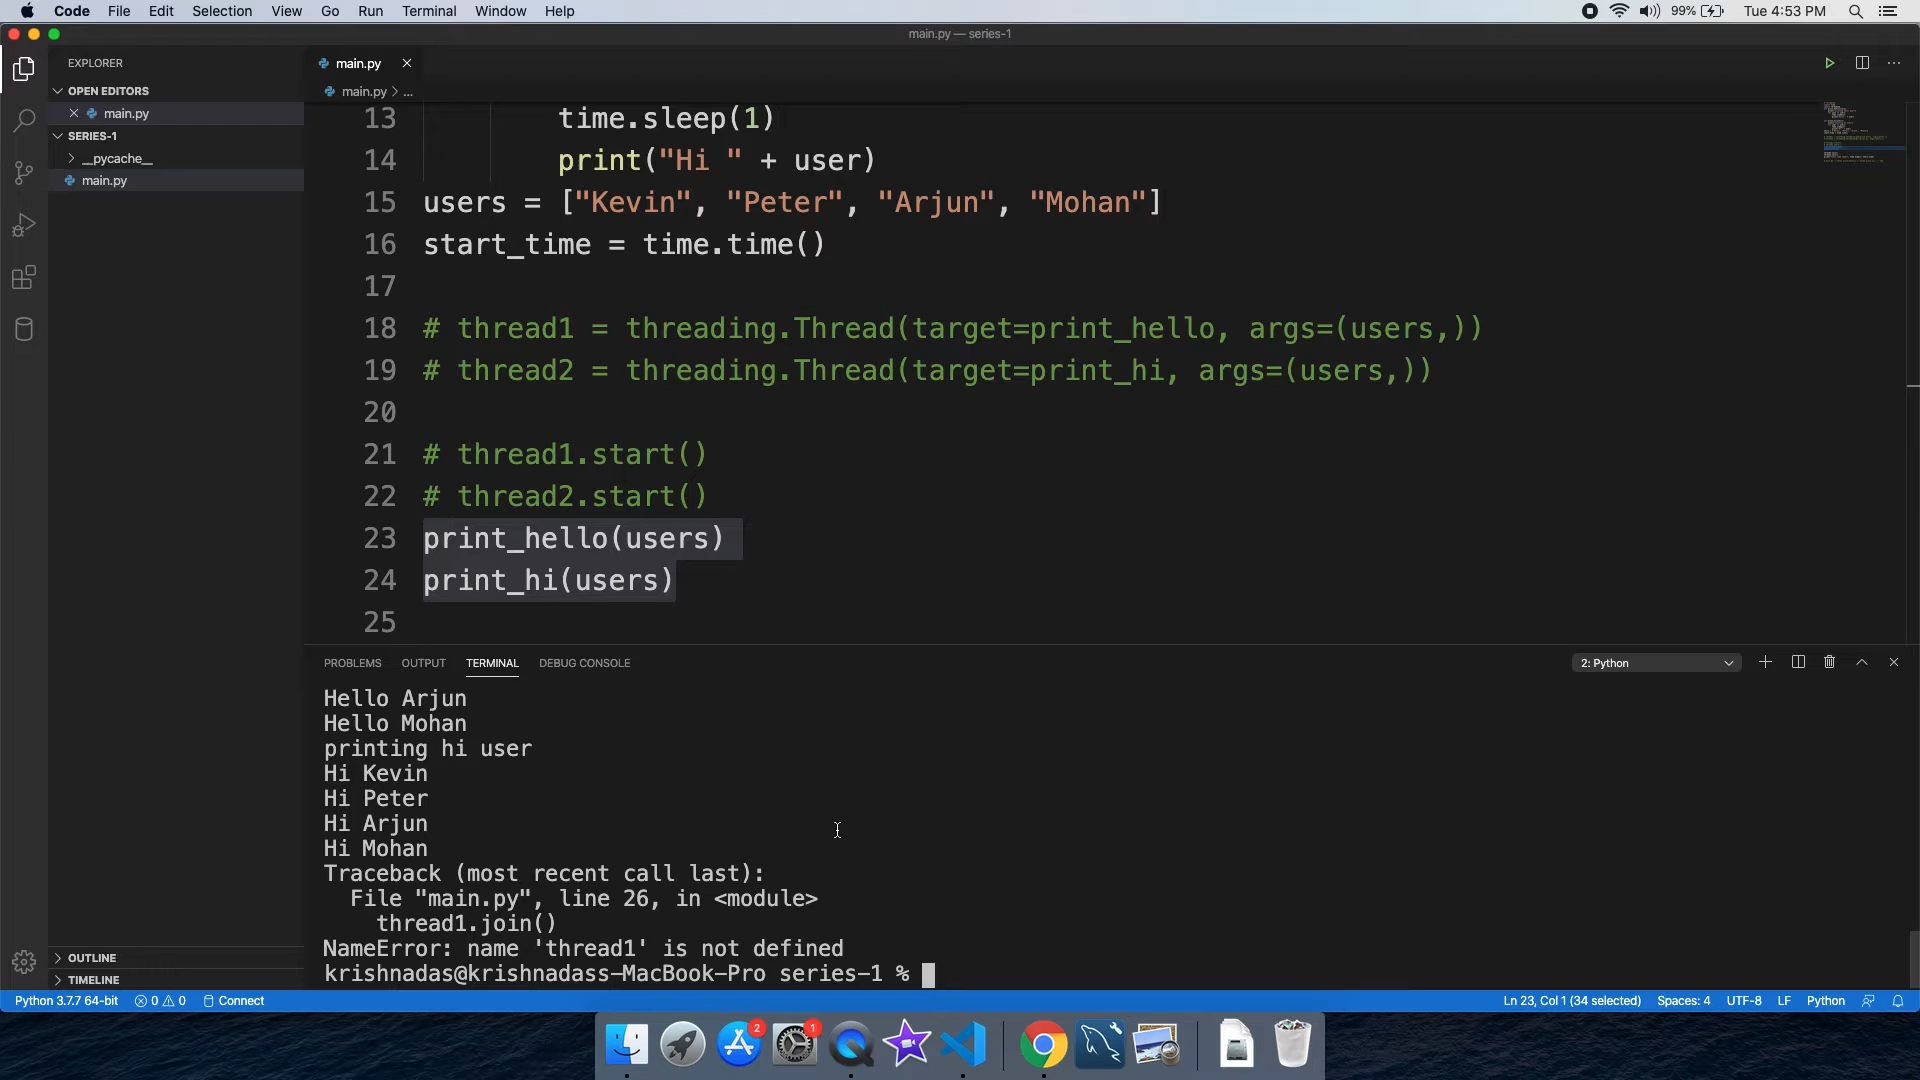 Code File Edit Selection View Go Run Terminal Window Help 99% Tue 4:53 PM
main.py — series-1
EXPLORER
OPEN EDITORS
main.py
SERIES-1
__pycache__
main.py
OUTLINE
TIMELINE
main.py
main.py > ...
13 time.sleep(1)
14 print("Hi " + user)
15 users = ["Kevin", "Peter", "Arjun", "Mohan"]
16 start_time = time.time()
17
18 # thread1 = threading.Thread(target=print_hello, args=(users,))
19 # thread2 = threading.Thread(target=print_hi, args=(users,))
20
21 # thread1.start()
22 # thread2.start()
23 print_hello(users)
24 print_hi(users)
25
PROBLEMS OUTPUT TERMINAL DEBUG CONSOLE 2: Python
Hello Arjun
Hello Mohan
printing hi user
Hi Kevin
Hi Peter
Hi Arjun
Hi Mohan
Traceback (most recent call last):
File "main.py", line 26, in <module>
thread1.join()
NameError: name 'thread1' is not defined
krishnadas@krishnadass-MacBook-Pro series-1 %
Python 3.7.7 64-bit 0 0 Connect Ln 23, Col 1 (34 selected) Spaces: 4 UTF-8 LF Python
2 1